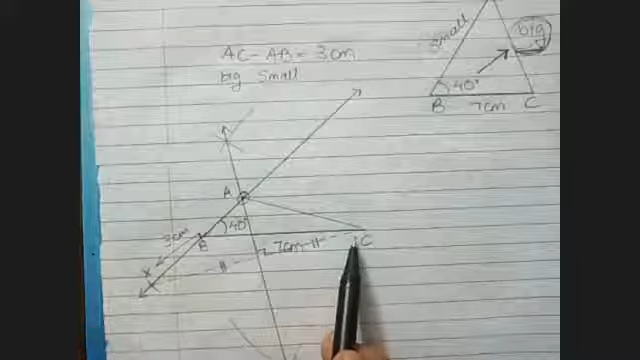 AC - AB = 3cm
big Small
small
big
40°
B 7cm C
A
40°
3cm
B
7cm
C
X